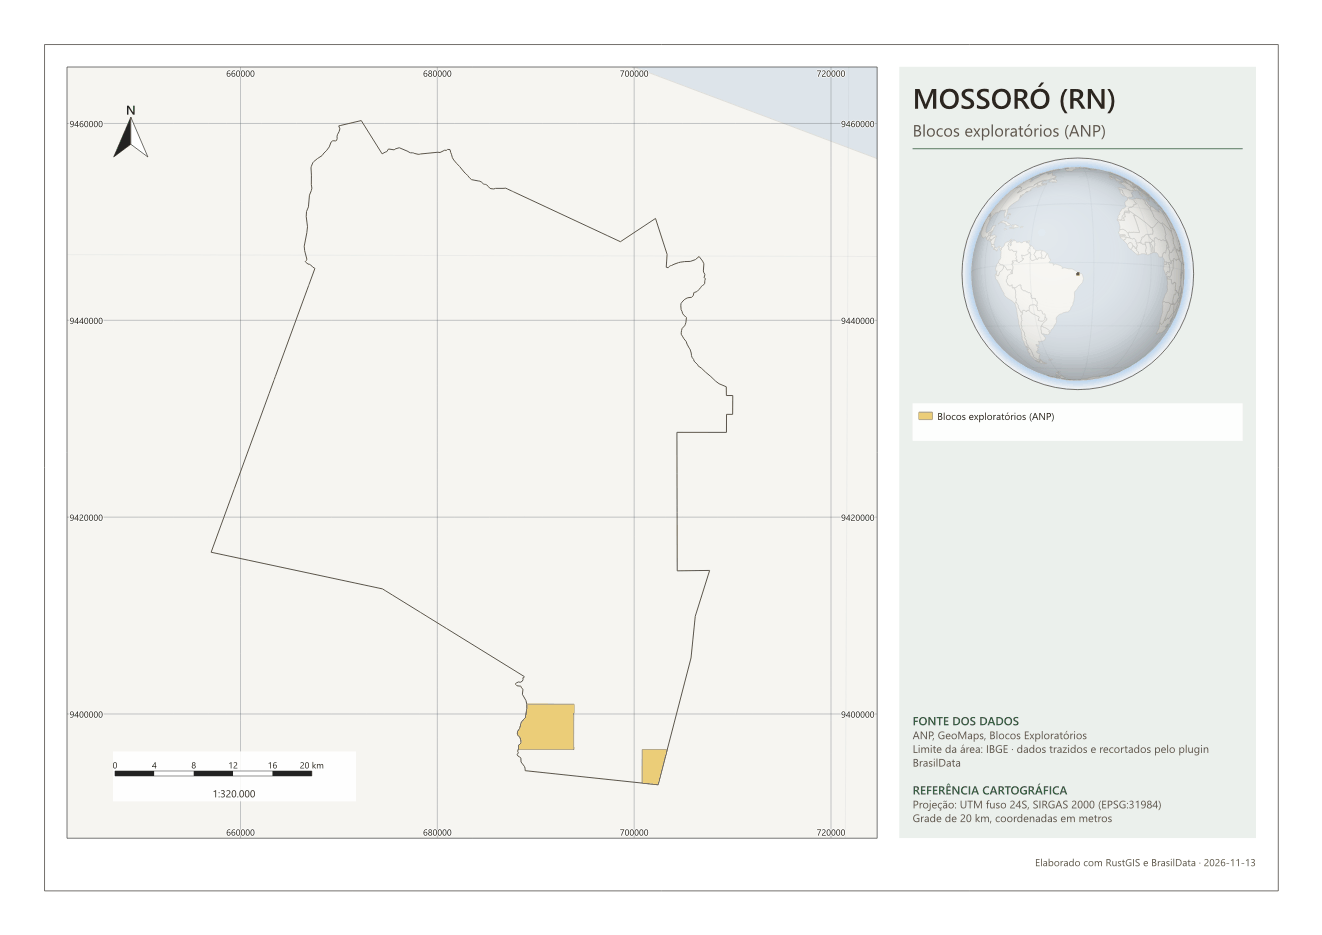 660000
680000
700000
720000
N
9460000
9460000
9440000
9440000
9420000
9420000
9400000
9400000
0 4 8 12 16 20 km
1:320.000
660000
680000
700000
720000
MOSSORÓ (RN)
Blocos exploratórios (ANP)
Blocos exploratórios (ANP)
FONTE DOS DADOS
ANP, GeoMaps, Blocos Exploratórios
Limite da área: IBGE · dados trazidos e recortados pelo plugin
BrasilData
REFERÊNCIA CARTOGRÁFICA
Projeção: UTM fuso 24S, SIRGAS 2000 (EPSG:31984)
Grade de 20 km, coordenadas em metros
Elaborado com RustGIS e BrasilData · 2026-11-13